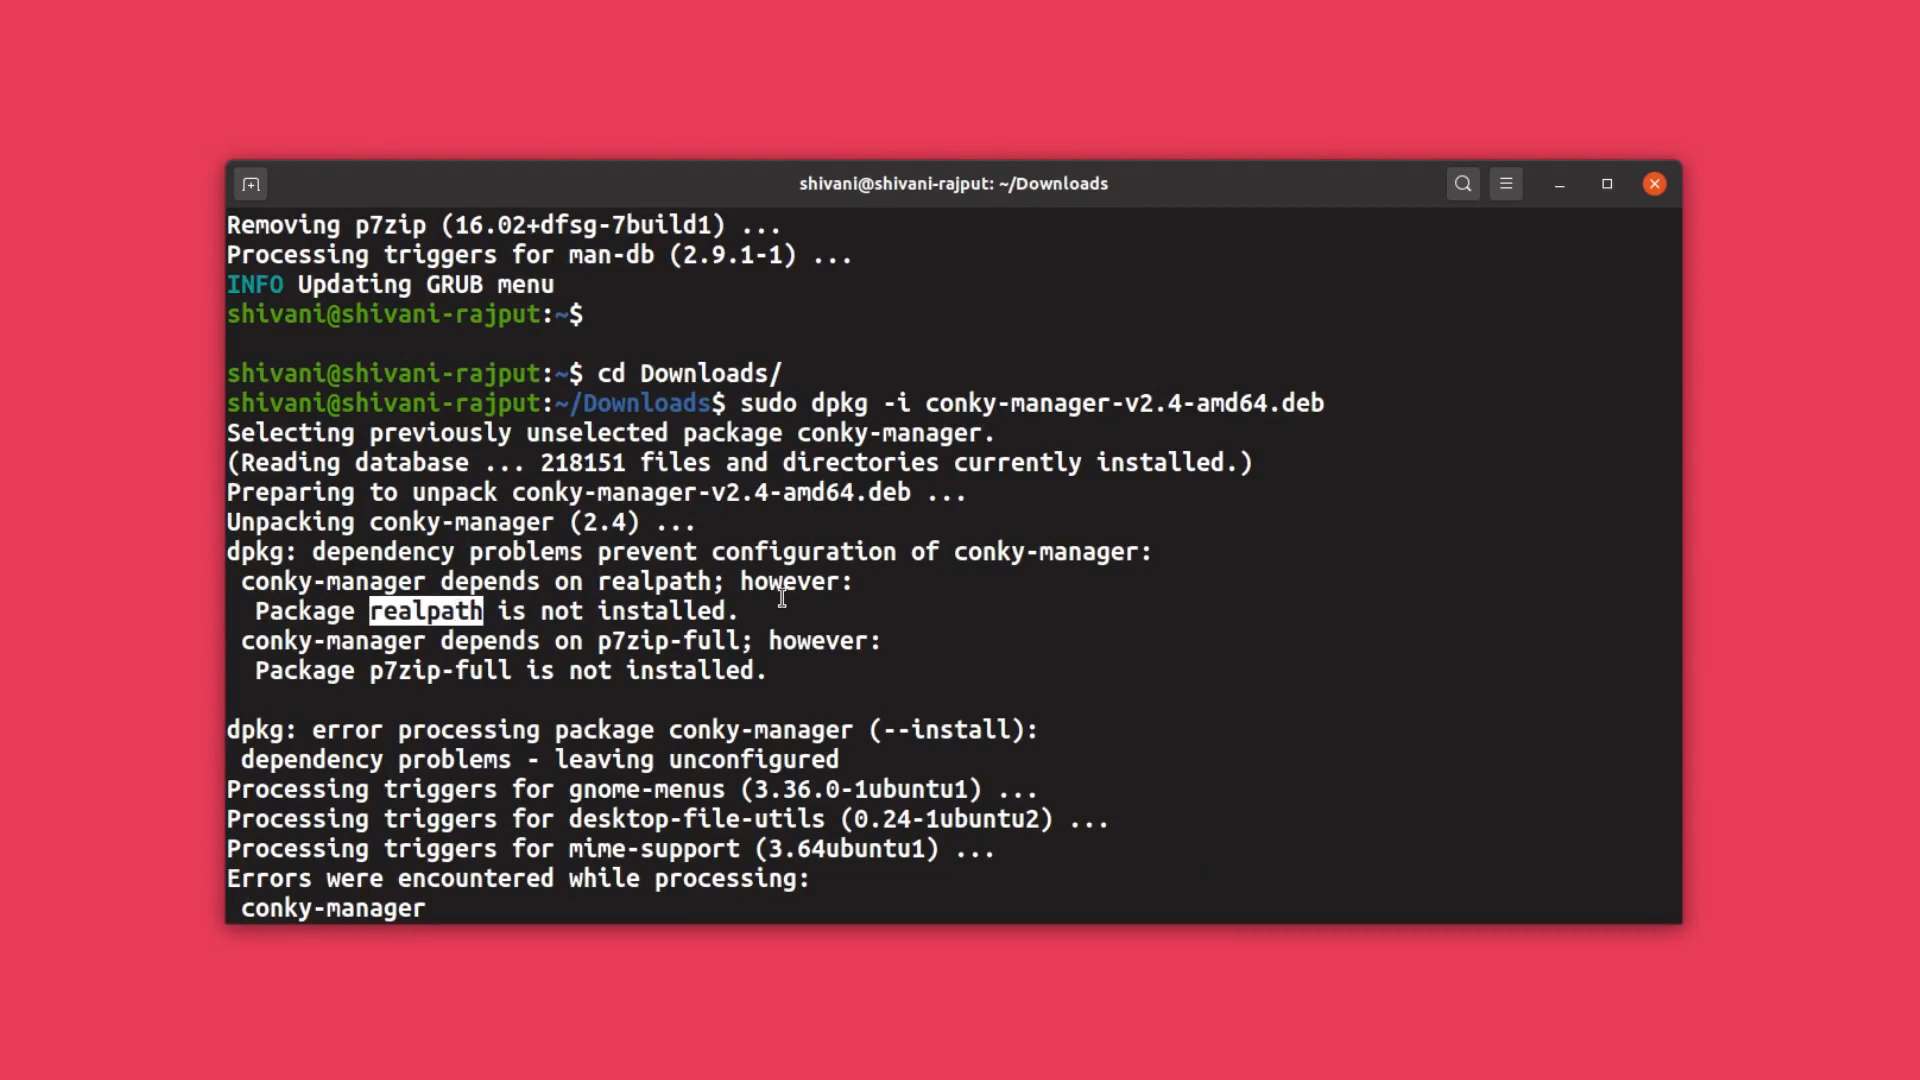 shivani@shivani-rajput: ~/Downloads
Removing p7zip (16.02+dfsg-7build1) ...
Processing triggers for man-db (2.9.1-1) ...
INFO Updating GRUB menu
shivani@shivani-rajput:~$
shivani@shivani-rajput:~$ cd Downloads/
shivani@shivani-rajput:~/Downloads$ sudo dpkg -i conky-manager-v2.4-amd64.deb
Selecting previously unselected package conky-manager.
(Reading database ... 218151 files and directories currently installed.)
Preparing to unpack conky-manager-v2.4-amd64.deb ...
Unpacking conky-manager (2.4) ...
dpkg: dependency problems prevent configuration of conky-manager:
 conky-manager depends on realpath; however:
  Package realpath is not installed.
 conky-manager depends on p7zip-full; however:
  Package p7zip-full is not installed.
dpkg: error processing package conky-manager (--install):
 dependency problems - leaving unconfigured
Processing triggers for gnome-menus (3.36.0-1ubuntu1) ...
Processing triggers for desktop-file-utils (0.24-1ubuntu2) ...
Processing triggers for mime-support (3.64ubuntu1) ...
Errors were encountered while processing:
 conky-manager